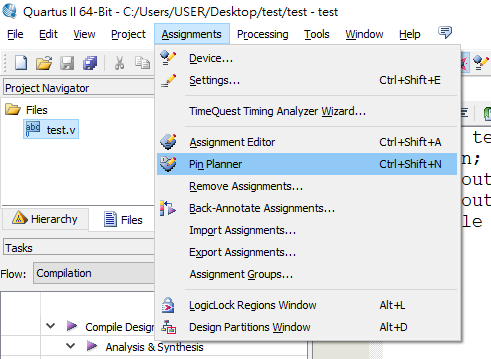 Quartus II 64-Bit - C:/Users/USER/Desktop/test/test - test
File Edit View Project Assignments Processing Tools Window Help
Device...
Settings... Ctrl+Shift+E
Project Navigator
TimeQuest Timing Analyzer Wizard...
Files
test.v
Assignment Editor Ctrl+Shift+A
Pin Planner Ctrl+Shift+N
Remove Assignments...
Back-Annotate Assignments...
Hierarchy Files
Import Assignments...
Export Assignments...
Tasks
Flow: Compilation
Assignment Groups...
LogicLock Regions Window Alt+L
Compile Design
Design Partitions Window Alt+D
Analysis & Synthesis
te
n;
out
out
le